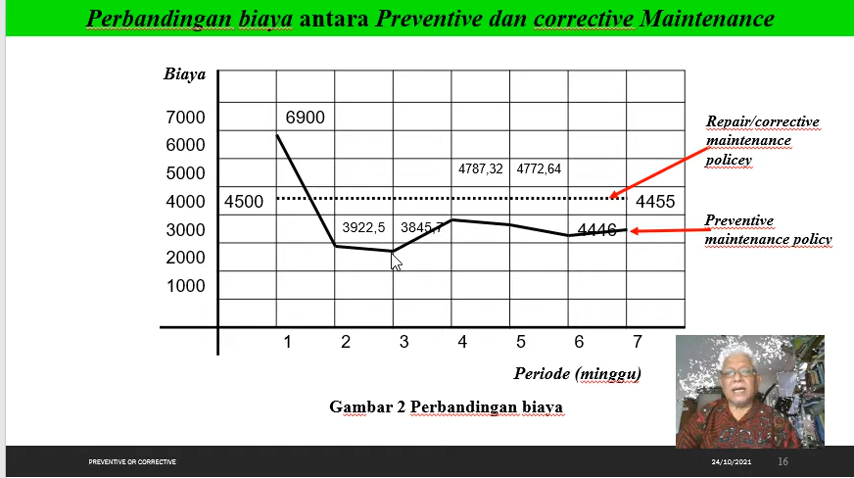 Perbandingan biaya antara Preventive dan corrective Maintenance
Biaya
7000
6000
5000
4000
3000
2000
1000
6900
4500
3922,5
3845,7
4787,32
4772,64
4446
4455
Repair/corrective
maintenance
policey
Preventive
maintenance policy
1 2 3 4 5 6 7
Periode (minggu)
Gambar 2 Perbandingan biaya
PREVENTIVE OR CORRECTIVE
24/10/2021
16